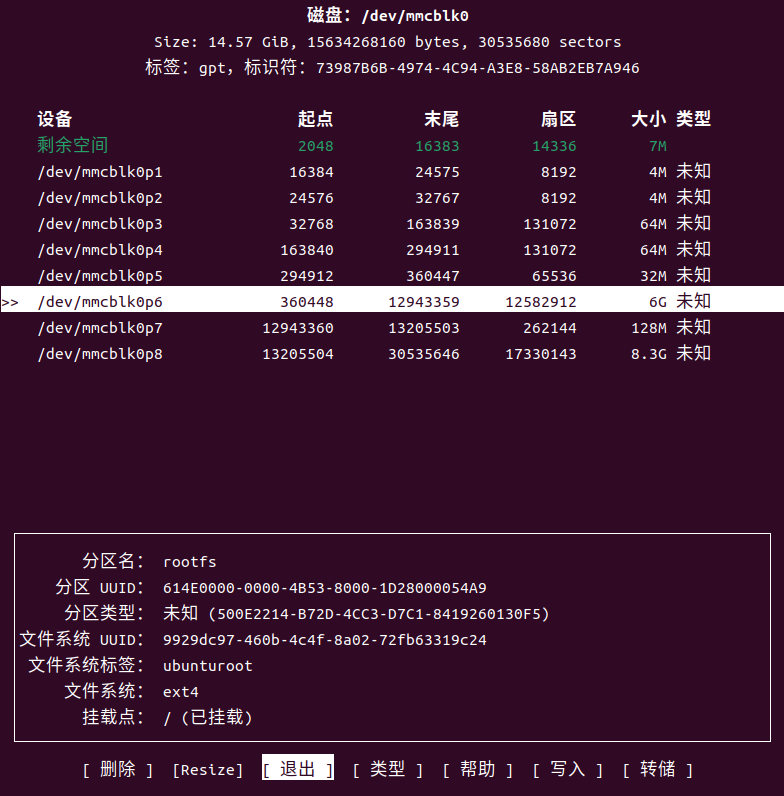 磁盘：/dev/mmcblk0
Size: 14.57 GiB, 15634268160 bytes, 30535680 sectors
标签：gpt，标识符：73987B6B-4974-4C94-A3E8-58AB2EB7A946
设备 起点 末尾 扇区 大小 类型
剩余空间 2048 16383 14336 7M
/dev/mmcblk0p1 16384 24575 8192 4M 未知
/dev/mmcblk0p2 24576 32767 8192 4M 未知
/dev/mmcblk0p3 32768 163839 131072 64M 未知
/dev/mmcblk0p4 163840 294911 131072 64M 未知
/dev/mmcblk0p5 294912 360447 65536 32M 未知
>> /dev/mmcblk0p6 360448 12943359 12582912 6G 未知
/dev/mmcblk0p7 12943360 13205503 262144 128M 未知
/dev/mmcblk0p8 13205504 30535646 17330143 8.3G 未知
分区名： rootfs
分区 UUID： 614E0000-0000-4B53-8000-1D28000054A9
分区类型： 未知 (500E2214-B72D-4CC3-D7C1-8419260130F5)
文件系统 UUID： 9929dc97-460b-4c4f-8a02-72fb63319c24
文件系统标签： ubunturoot
文件系统： ext4
挂载点： / (已挂载)
[ 删除 ] [Resize] [ 退出 ] [ 类型 ] [ 帮助 ] [ 写入 ] [ 转储 ]